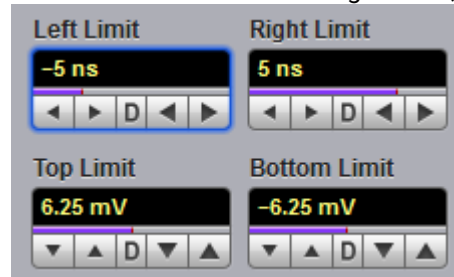 Left Limit Right Limit
–5 ns 5 ns
D D
Top Limit Bottom Limit
6.25 mV –6.25 mV
D D